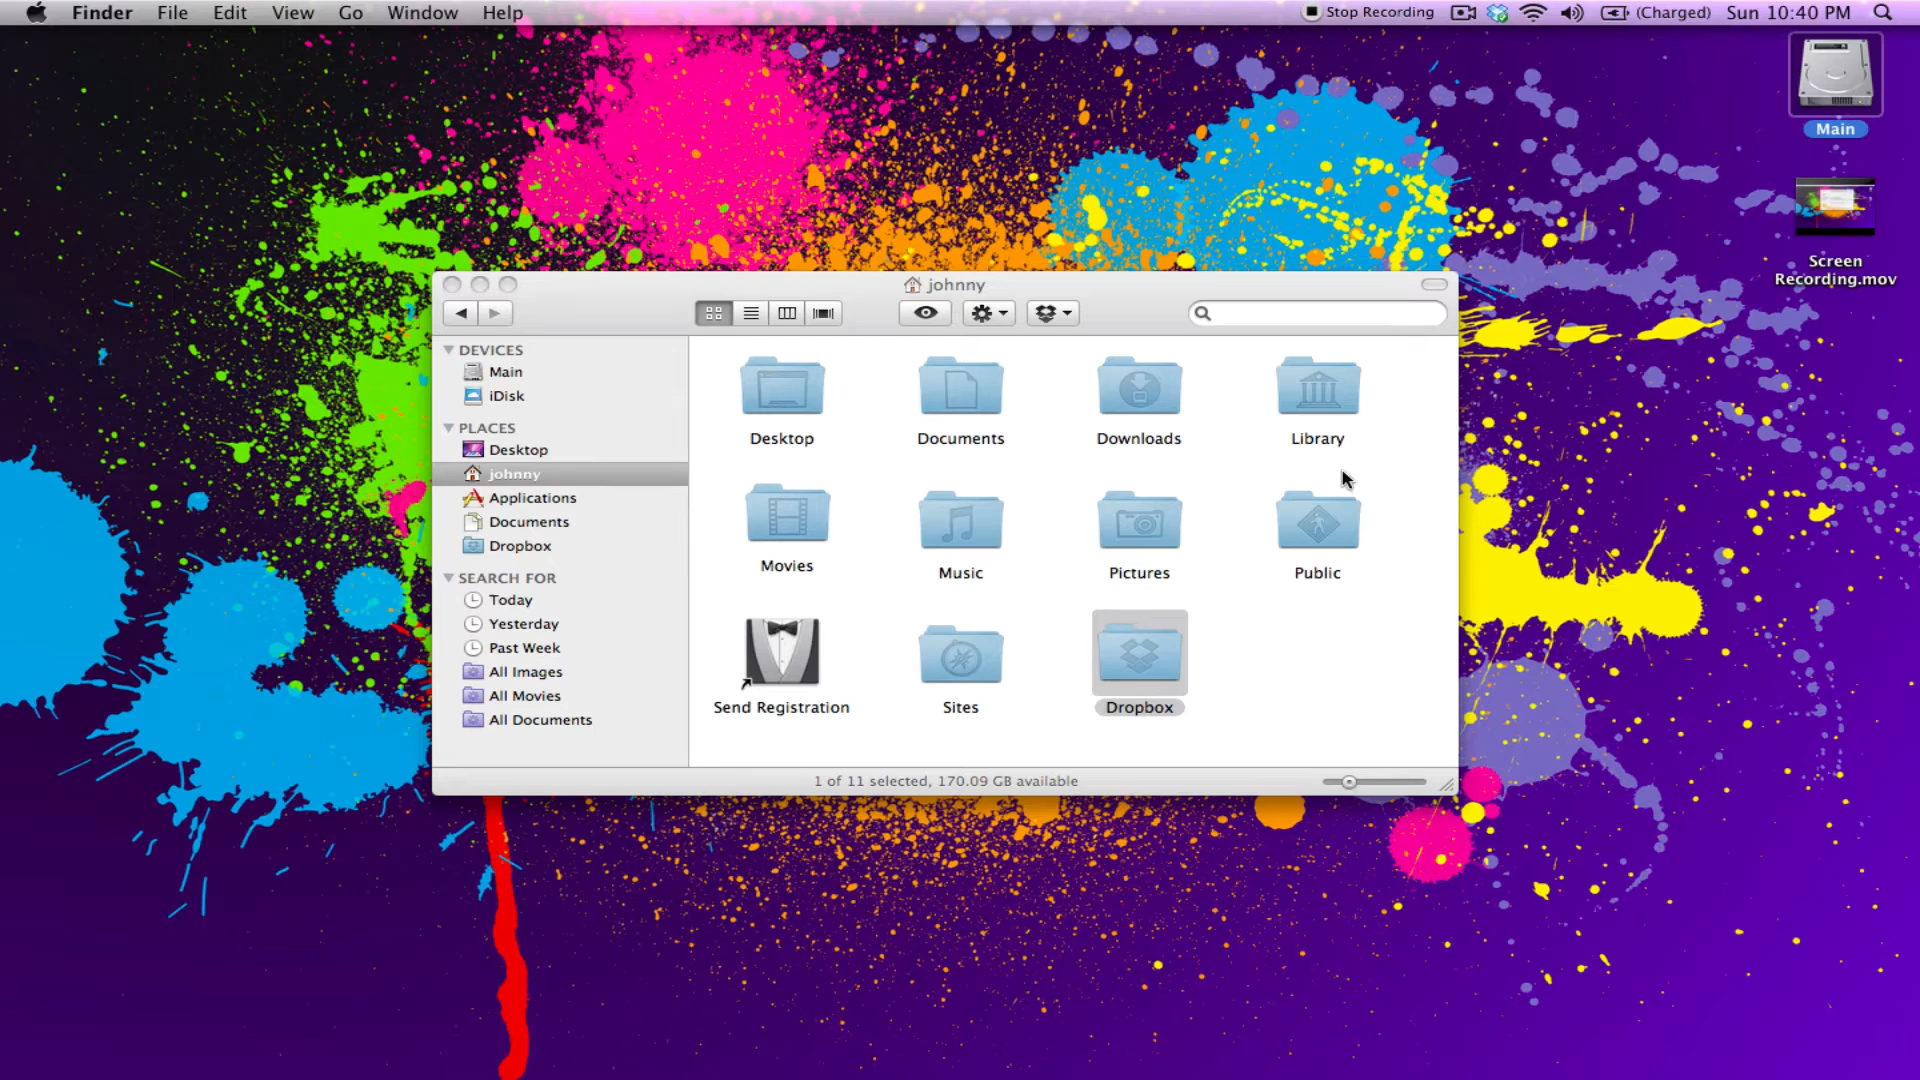 Finder File Edit View Go Window Help Stop Recording (Charged) Sun 10:40 PM
Main
Screen
Recording.mov
johnny
DEVICES
Main
iDisk
PLACES
Desktop
johnny
Applications
Documents
Dropbox
SEARCH FOR
Today
Yesterday
Past Week
All Images
All Movies
All Documents
Desktop Documents Downloads Library
Movies Music Pictures Public
Send Registration Sites Dropbox
1 of 11 selected, 170.09 GB available